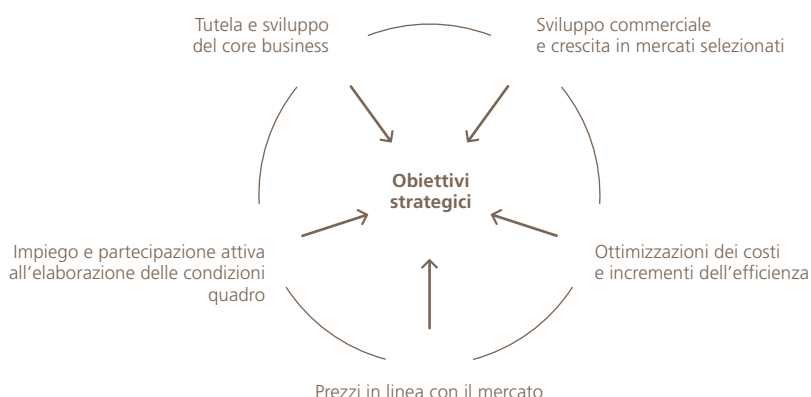 Tutela e sviluppo
del core business
Sviluppo commerciale
e crescita in mercati selezionati
Obiettivi
strategici
Impiego e partecipazione attiva
all’elaborazione delle condizioni
quadro
Ottimizzazioni dei costi
e incrementi dell’efficienza
Prezzi in linea con il mercato